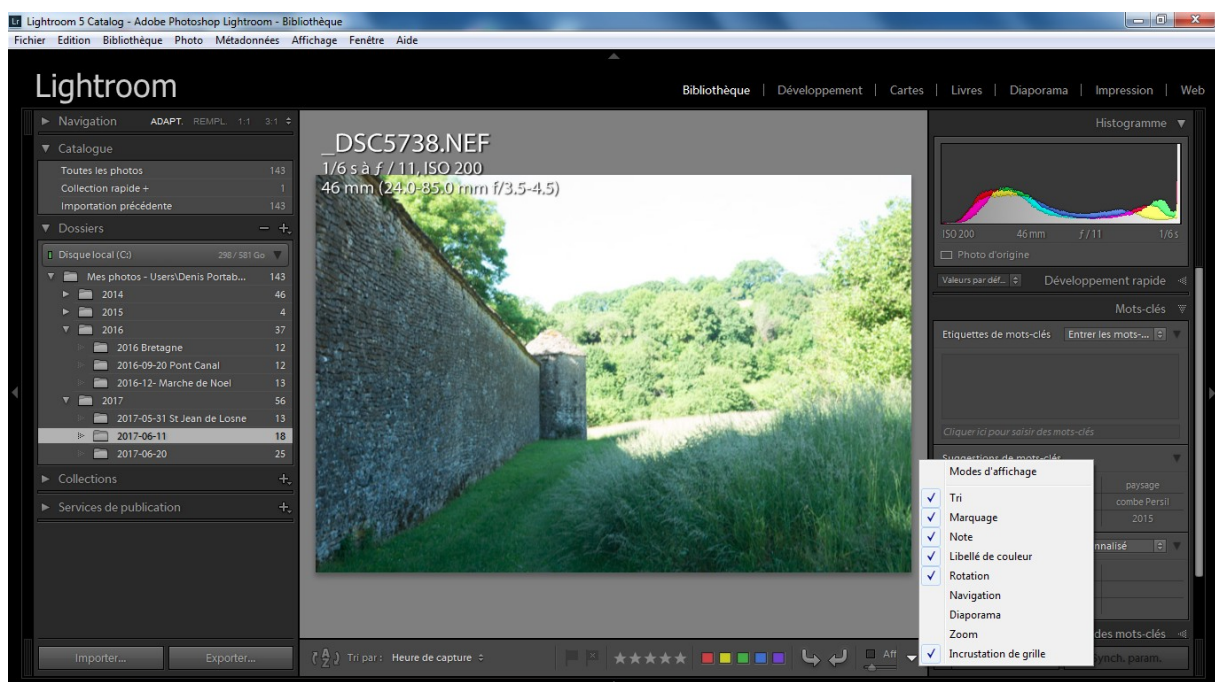 Lightroom 5 Catalog - Adobe Photoshop Lightroom - Bibliothèque
Fichier Edition Bibliothèque Photo Métadonnées Affichage Fenêtre Aide
Lightroom
Bibliothèque | Développement | Cartes | Livres | Diaporama | Impression | Web
Navigation ADAPT. REMPL. 1:1 3:1
Catalogue
Toutes les photos 143
Collection rapide + 1
Importation précédente 143
Dossiers
Disque local (C:) 298 / 581 Go
Mes photos - Users\Denis Portab... 143
2014 46
2015 4
2016 37
2016 Bretagne 12
2016-09-20 Pont Canal 12
2016-12- Marche de Noel 13
2017 56
2017-05-31 St Jean de Losne 13
2017-06-11 18
2017-06-20 25
Collections
Services de publication
Importer... Exporter...
_DSC5738.NEF
1/6 s à ƒ / 11, ISO 200
46 mm (24.0-85.0 mm f/3.5-4.5)
Tri par : Heure de capture
Aff
Histogramme
ISO 200 46 mm ƒ / 11 1/6 s
Photo d'origine
Valeurs par déf... Développement rapide
Mots-clés
Etiquettes de mots-clés Entrer les mots-...
Cliquer ici pour saisir des mots-clés
Suggestions de mots-clés
paysage
combe Persil
2015
nnalisé
des mots-clés
Synch. param.
Modes d'affichage
Tri
Marquage
Note
Libellé de couleur
Rotation
Navigation
Diaporama
Zoom
Incrustation de grille